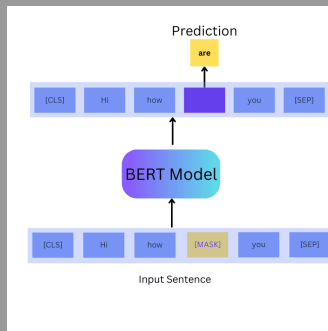 Prediction
are
[CLS] Hi how you [SEP]
BERT Model
[CLS] Hi how [MASK] you [SEP]
Input Sentence